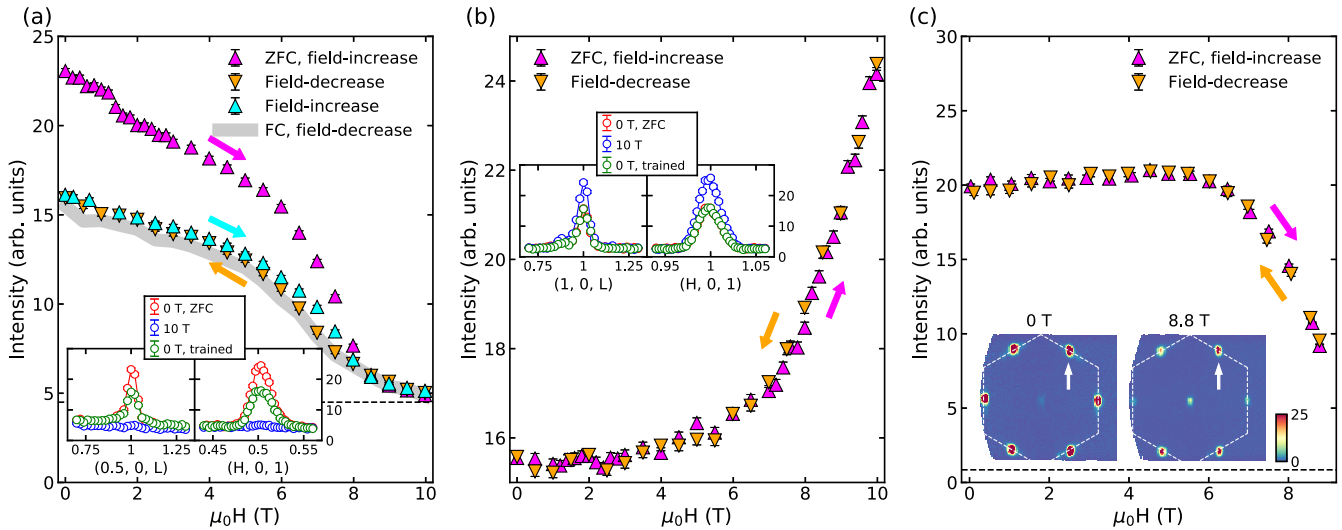 (a)
25
20
15
10
5
0
Intensity (arb. units)
ZFC, field-increase
Field-decrease
Field-increase
FC, field-decrease
0 T, ZFC
10 T
0 T, trained
20
10
0
0.75 1 1.25
(0.5, 0, L)
0.45 0.5 0.55
(H, 0, 1)
0 2 4 6 8 10
μ₀H (T)
(b)
24
22
20
18
16
Intensity (arb. units)
ZFC, field-increase
Field-decrease
0 T, ZFC
10 T
0 T, trained
20
10
0
0.75 1 1.25
(1, 0, L)
0.95 1 1.05
(H, 0, 1)
0 2 4 6 8 10
μ₀H (T)
(c)
30
25
20
15
10
5
0
Intensity (arb. units)
ZFC, field-increase
Field-decrease
0 T
8.8 T
25
0
0 2 4 6 8
μ₀H (T)